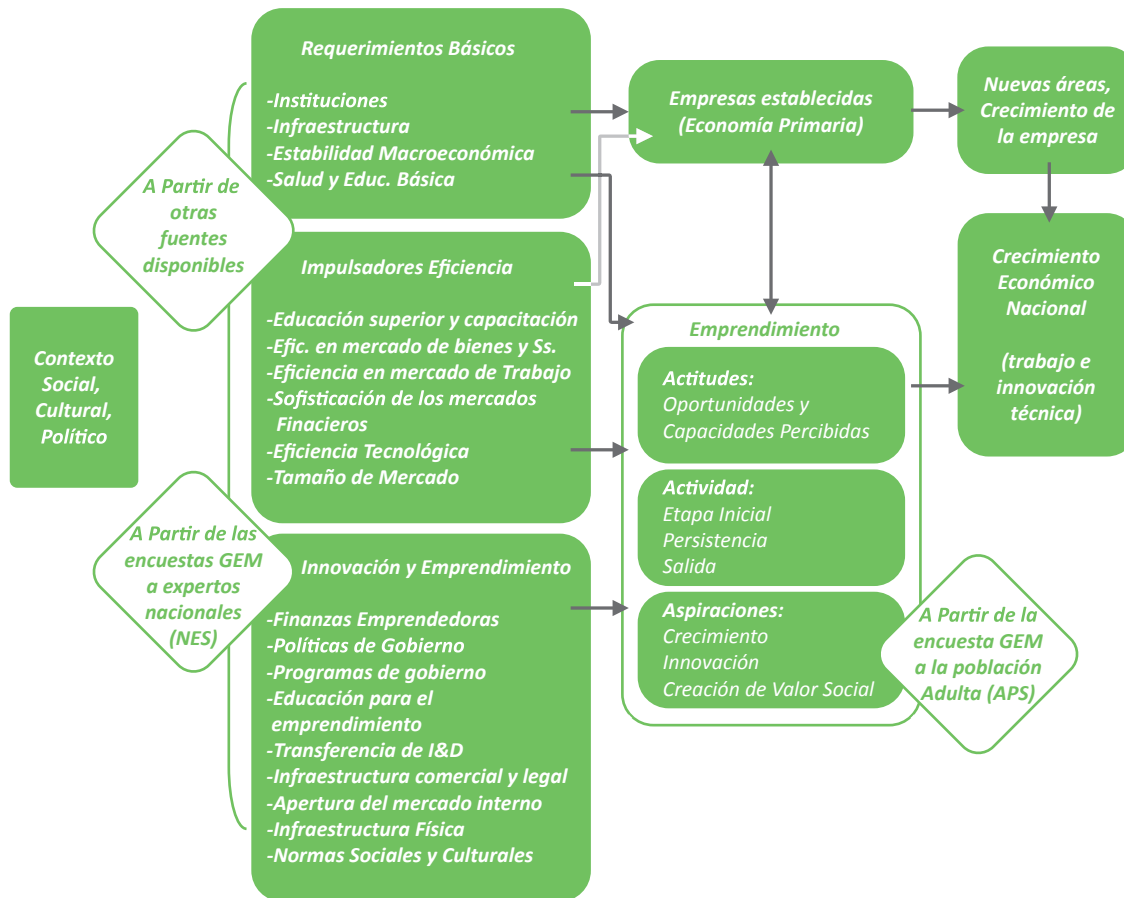 Contexto
Social,
Cultural,
Político
A Partir de
otras
fuentes
disponibles
A Partir de las
encuestas GEM
a expertos
nacionales
(NES)
Requerimientos Básicos
-Instituciones
-Infraestructura
-Estabilidad Macroeconómica
-Salud y Educ. Básica
Impulsadores Eficiencia
-Educación superior y capacitación
-Efic. en mercado de bienes y Ss.
-Eficiencia en mercado de Trabajo
-Sofisticación de los mercados
Finacieros
-Eficiencia Tecnológica
-Tamaño de Mercado
Innovación y Emprendimiento
-Finanzas Emprendedoras
-Políticas de Gobierno
-Programas de gobierno
-Educación para el
emprendimiento
-Transferencia de I&D
-Infraestructura comercial y legal
-Apertura del mercado interno
-Infraestructura Física
-Normas Sociales y Culturales
Empresas establecidas
(Economía Primaria)
Emprendimiento
Actitudes:
Oportunidades y
Capacidades Percibidas
Actividad:
Etapa Inicial
Persistencia
Salida
Aspiraciones:
Crecimiento
Innovación
Creación de Valor Social
A Partir de la
encuesta GEM
a la población
Adulta (APS)
Nuevas áreas,
Crecimiento de
la empresa
Crecimiento
Económico
Nacional
(trabajo e
innovación
técnica)